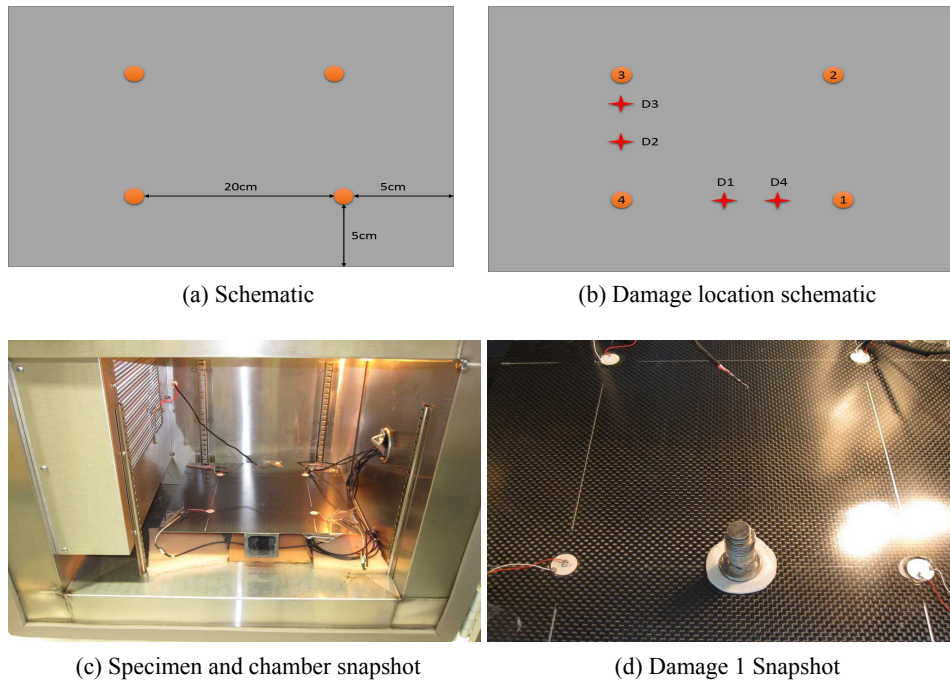 20cm
5cm
5cm
(a) Schematic
3
2
D3
D2
D1
D4
4
1
(b) Damage location schematic
(c) Specimen and chamber snapshot
(d) Damage 1 Snapshot